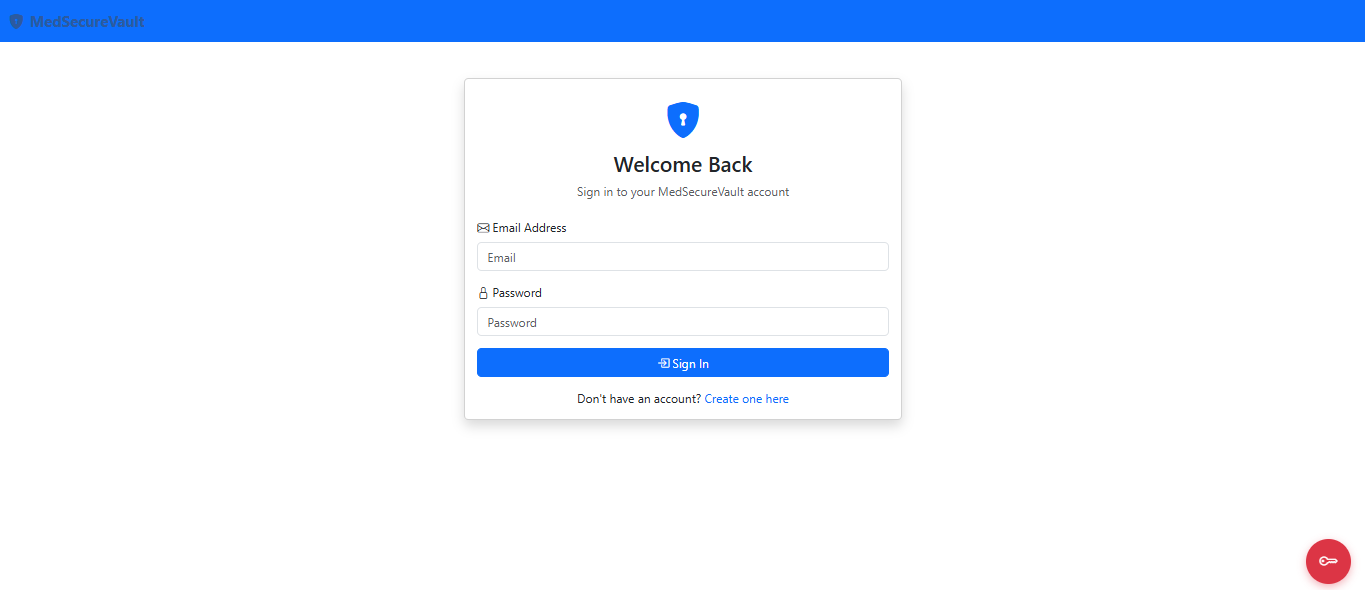 MedSecureVault
Welcome Back
Sign in to your MedSecureVault account
Email Address
Email
Password
Password
Sign In
Don't have an account? Create one here